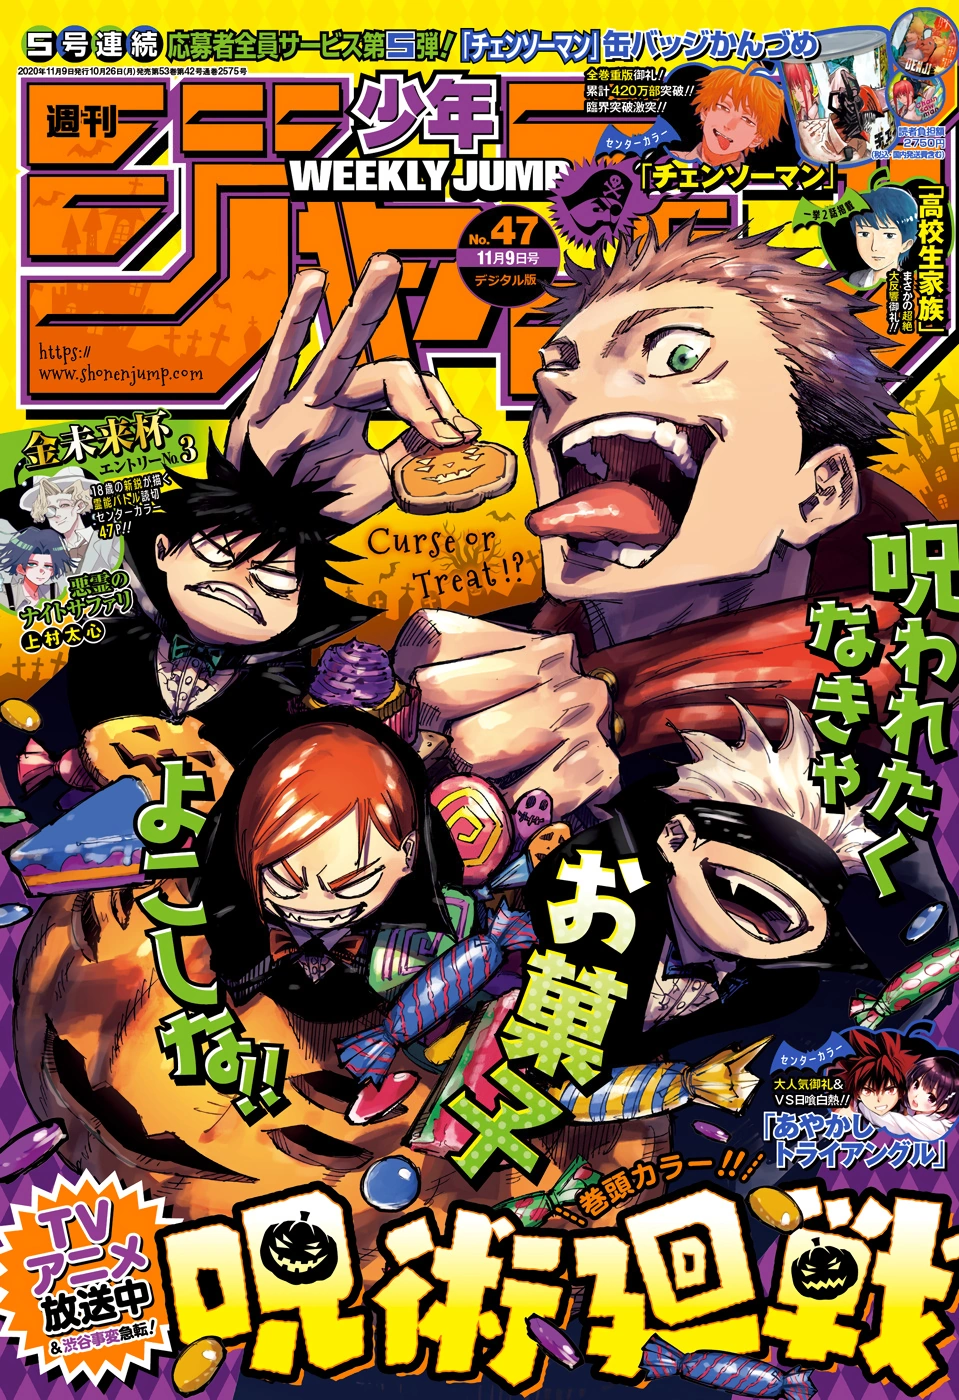 5号連続 応募者全員サービス第5弾!「チェンソーマン」缶バッジかんづめ
2020年11月9日発行10月26日(月)発売第53巻第42号通巻2575号
週刊
少年
ジャンプ
WEEKLY JUMP
No.47
11月9日号
デジタル版
https://
www.shonenjump.com
全巻重版御礼!
累計420万部突破!!
臨界突破激突!!
センターカラー
「チェンソーマン」
読者負担額
2750円
(税込・国内発送費含む)
一挙2話掲載
「高校生家族」
まさかの超絶
大反響御礼!!
金未来杯
エントリーNo.3
18歳の新鋭が描く
霊能バトル読切
センターカラー
47P!!
悪霊の
ナイトサファリ
上村太心
Curse or
Treat!?
呪われたく
なきゃ
お菓子
よこしな!!
センターカラー
大人気御礼&
VS日喰白熱!!
「あやかし
トライアングル」
巻頭カラー!!
呪術廻戦
TV
アニメ
放送中
&渋谷事変急転!